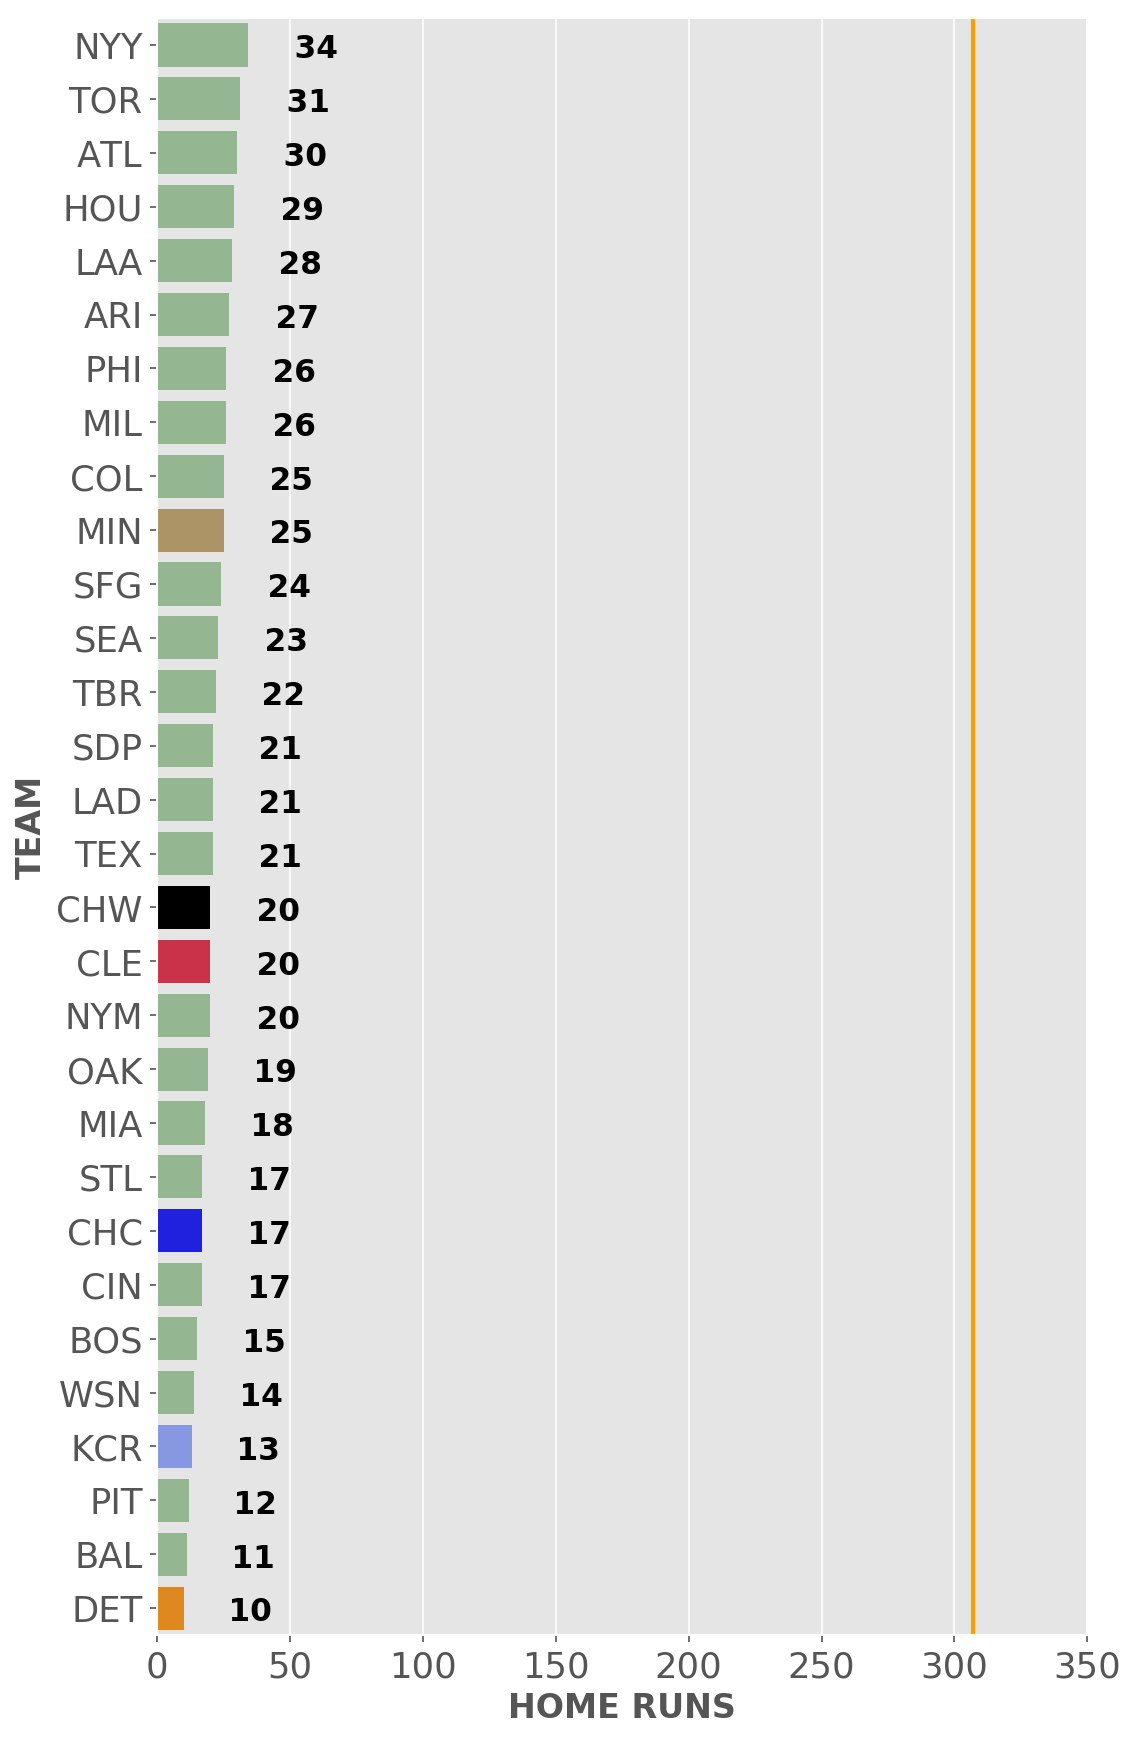 NYY 34
TOR 31
ATL 30
HOU 29
LAA 28
ARI 27
PHI 26
MIL 26
COL 25
MIN 25
SFG 24
SEA 23
TBR 22
SDP 21
LAD 21
TEX 21
CHW 20
CLE 20
NYM 20
OAK 19
MIA 18
STL 17
CHC 17
CIN 17
BOS 15
WSN 14
KCR 13
PIT 12
BAL 11
DET 10
TEAM
0 50 100 150 200 250 300 350
HOME RUNS